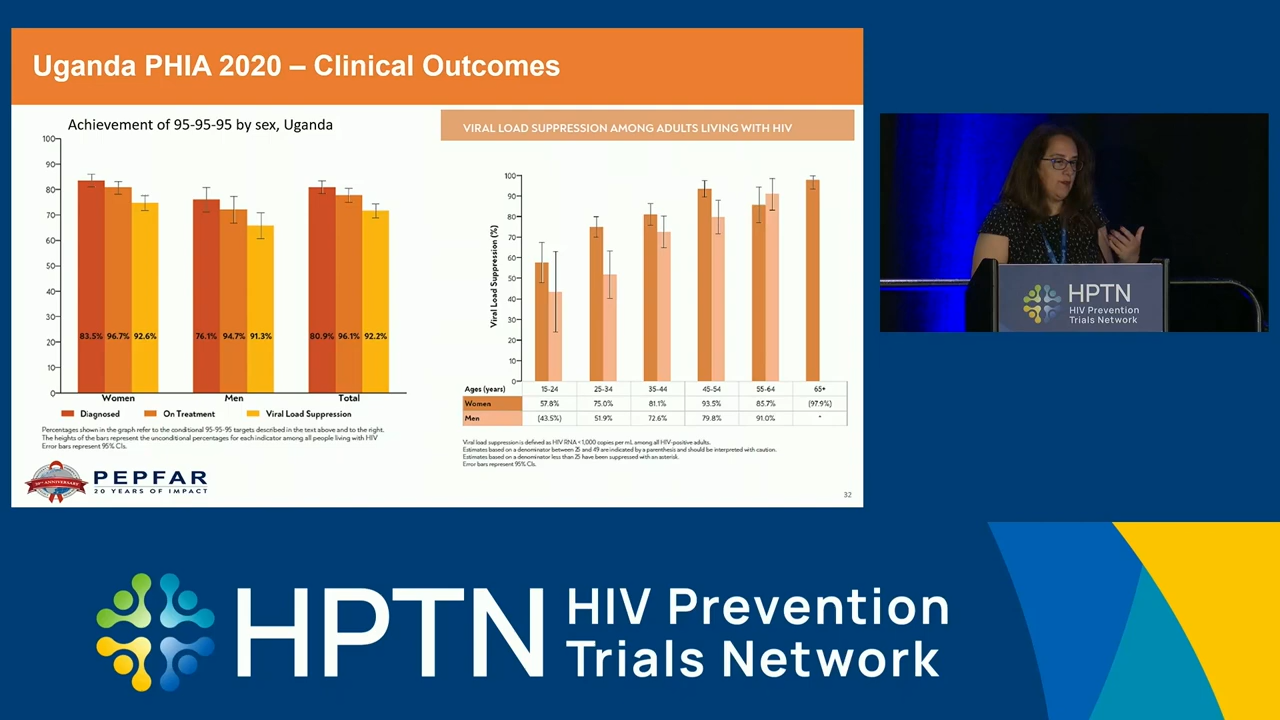 Uganda PHIA 2020 – Clinical Outcomes
Achievement of 95-95-95 by sex, Uganda
100
90
80
70
60
50
40
30
20
10
0
83.5% 96.7% 92.6%
76.1% 94.7% 91.3%
80.9% 96.1% 92.2%
Women Men Total
Diagnosed On Treatment Viral Load Suppression
Percentages shown in the graph refer to the conditional 95-95-95 targets described in the text above and to the right.
The heights of the bars represent the unconditional percentages for each indicator among all people living with HIV
Error bars represent 95% CIs.
VIRAL LOAD SUPPRESSION AMONG ADULTS LIVING WITH HIV
Viral Load Suppression (%)
100
90
80
70
60
50
40
30
20
10
0
Ages (years) 15-24 25-34 35-44 45-54 55-64 65+
Women 57.8% 75.0% 81.1% 93.5% 85.7% (97.9%)
Men (43.5%) 51.9% 72.6% 79.8% 91.0% *
Viral load suppression is defined as HIV RNA <1,000 copies per mL among all HIV-positive adults.
Estimates based on a denominator between 25 and 49 are indicated by a parenthesis and should be interpreted with caution.
Estimates based on a denominator less than 25 have been suppressed with an asterisk.
Error bars represent 95% CIs.
PEPFAR
20 YEARS OF IMPACT
32
HPTN
HIV Prevention
Trials Network
HPTN
HIV Prevention
Trials Network